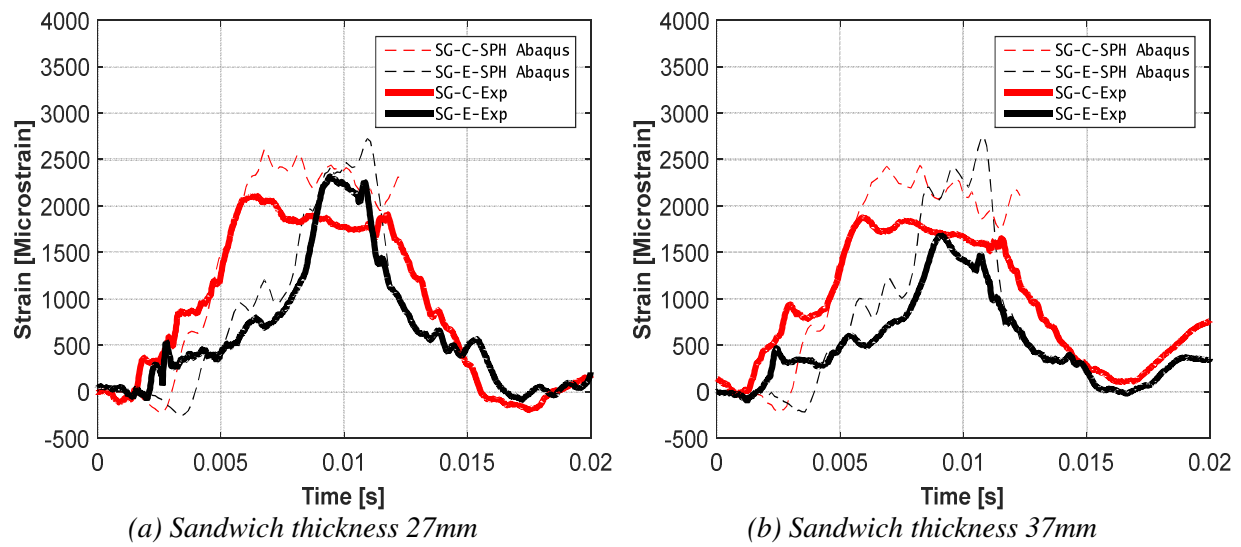 4000
3500
3000
2500
2000
1500
1000
500
0
-500
Strain [Microstrain]
SG-C-SPH Abaqus
SG-E-SPH Abaqus
SG-C-Exp
SG-E-Exp
0 0.005 0.01 0.015 0.02
Time [s]
(a) Sandwich thickness 27mm
4000
3500
3000
2500
2000
1500
1000
500
0
-500
Strain [Microstrain]
SG-C-SPH Abaqus
SG-E-SPH Abaqus
SG-C-Exp
SG-E-Exp
0 0.005 0.01 0.015 0.02
Time [s]
(b) Sandwich thickness 37mm